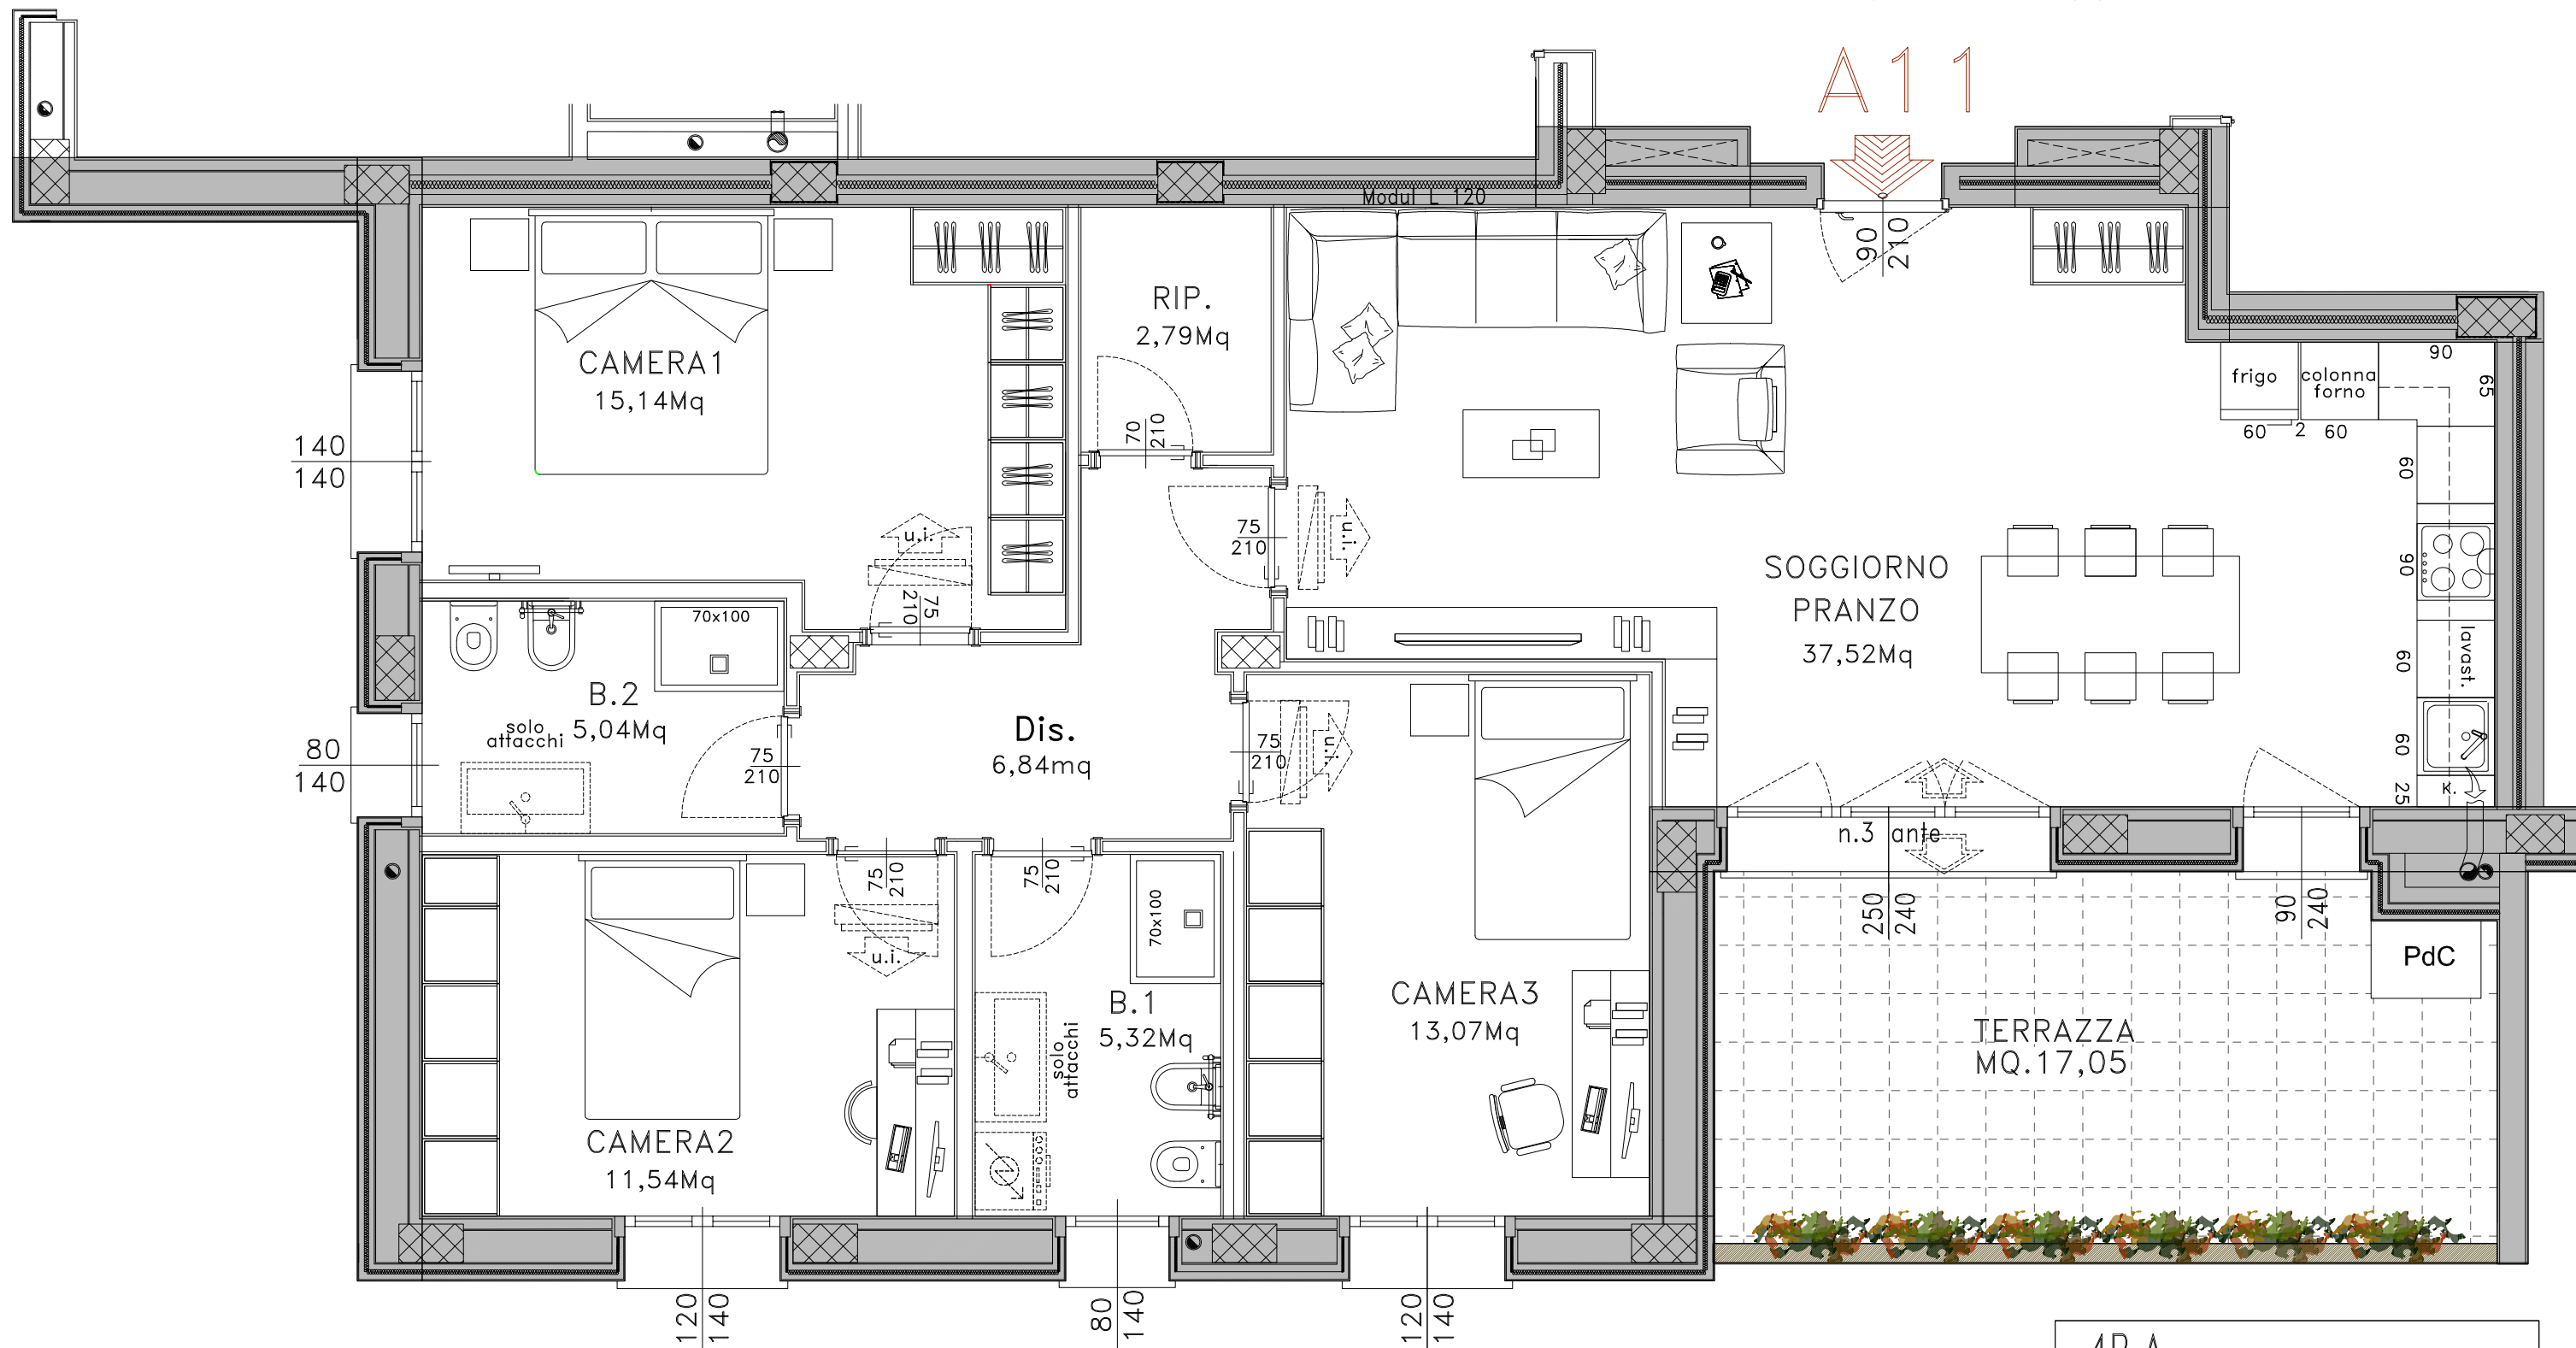 A11
Modul L 120
90
210
RIP.
2,79Mq
CAMERA1
15,14Mq
90
65
frigo
colonna
forno
60
2
60
70
210
140
140
60
75
210
u.i.
u.i.
SOGGIORNO
PRANZO
37,52Mq
90
75
210
70x100
lavast.
60
B.2
5,04Mq
solo
attacchi
Dis.
6,84mq
75
210
u.i.
75
210
80
140
60
25
K.
n.3 ante
75
210
75
210
250
240
90
240
70x100
u.i.
PdC
CAMERA3
13,07Mq
B.1
5,32Mq
solo
attacchi
TERRAZZA
MQ.17,05
CAMERA2
11,54Mq
120
140
80
140
120
140